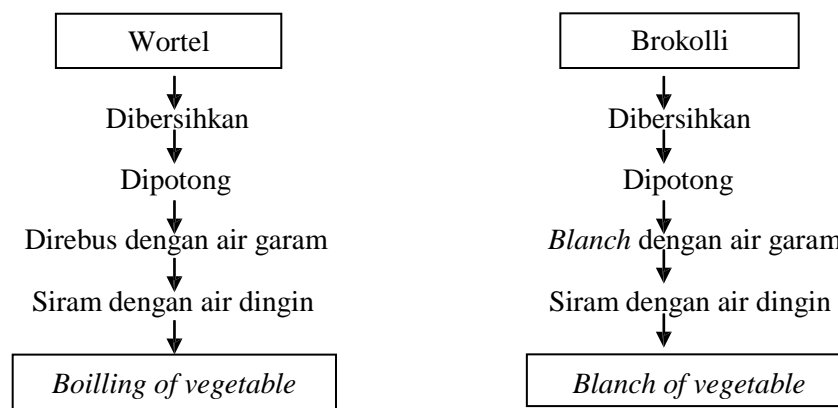 Wortel
Dibersihkan
Dipotong
Direbus dengan air garam
Siram dengan air dingin
Boilling of vegetable
Brokolli
Dibersihkan
Dipotong
Blanch dengan air garam
Siram dengan air dingin
Blanch of vegetable